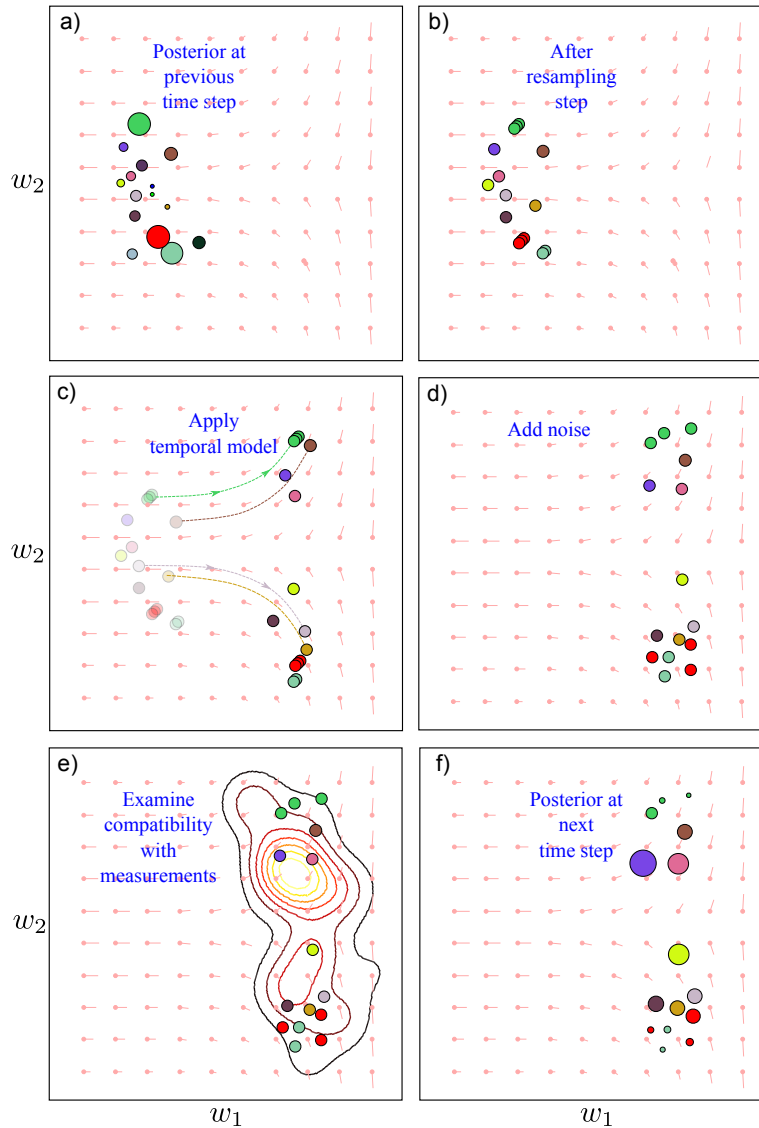 a)
Posterior at
previous
time step
b)
After
resampling
step
w2
c)
Apply
temporal model
d)
Add noise
w2
e)
Examine
compatibility
with
measurements
f)
Posterior at
next
time step
w2
w1
w1